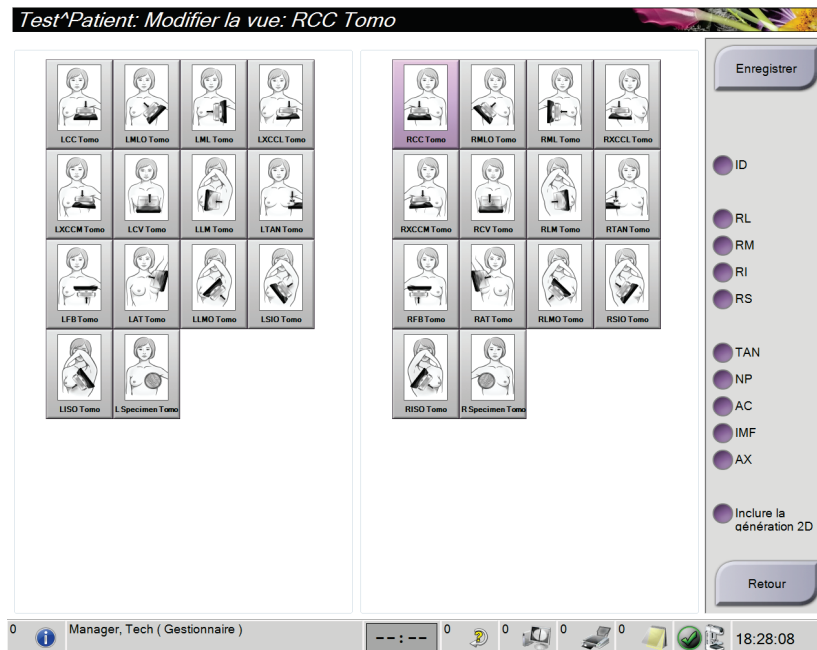 Test^Patient: Modifier la vue: RCC Tomo
LCC Tomo LMLO Tomo LML Tomo LXCCL Tomo
LXCCM Tomo LCV Tomo LLM Tomo LTAN Tomo
LFB Tomo LAT Tomo LLMO Tomo LSIO Tomo
LISO Tomo L Specimen Tomo
RCC Tomo RMLO Tomo RML Tomo RXCCL Tomo
RXCCM Tomo RCV Tomo RLM Tomo RTAN Tomo
RFB Tomo RAT Tomo RLMO Tomo RSIO Tomo
RISO Tomo R Specimen Tomo
Enregistrer
ID
RL
RM
RI
RS
TAN
NP
AC
IMF
AX
Inclure la
génération 2D
Retour
0 Manager, Tech ( Gestionnaire ) --:-- 0 0 0 0 18:28:08